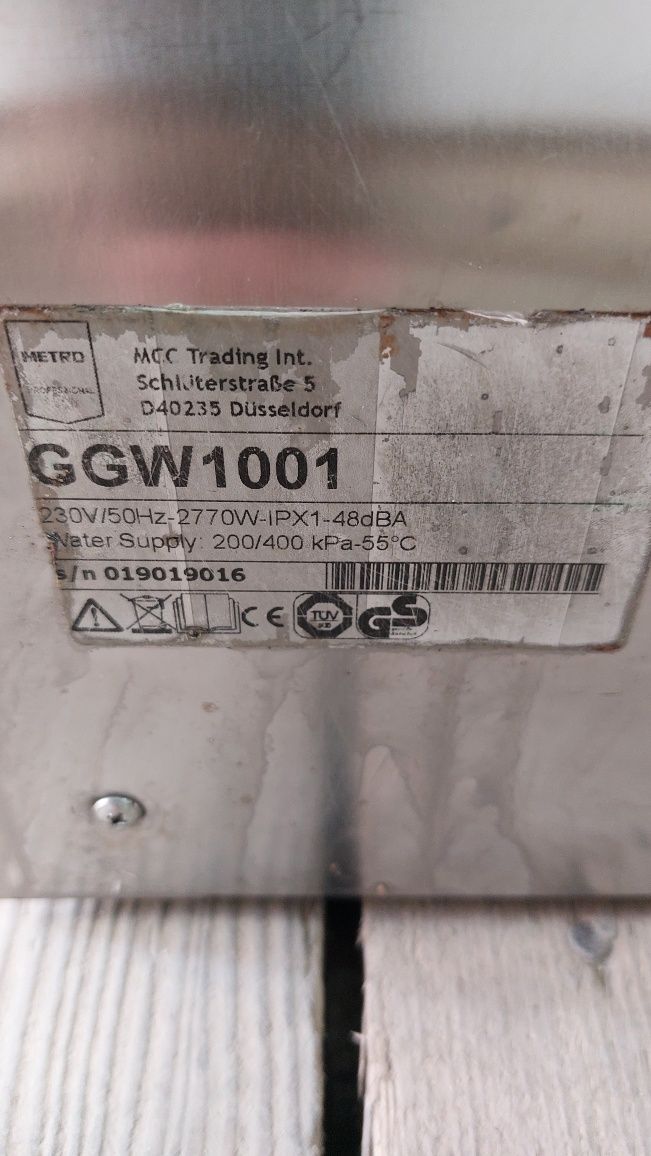 METRO
PROFESSIONAL
MCC Trading Int.
Schlüterstraße 5
D40235 Düsseldorf
GGW1001
230V/50Hz-2770W-IPX1-48dBA
Water Supply: 200/400 kPa-55°C
s/n 019019016
CE
TÜV
GS